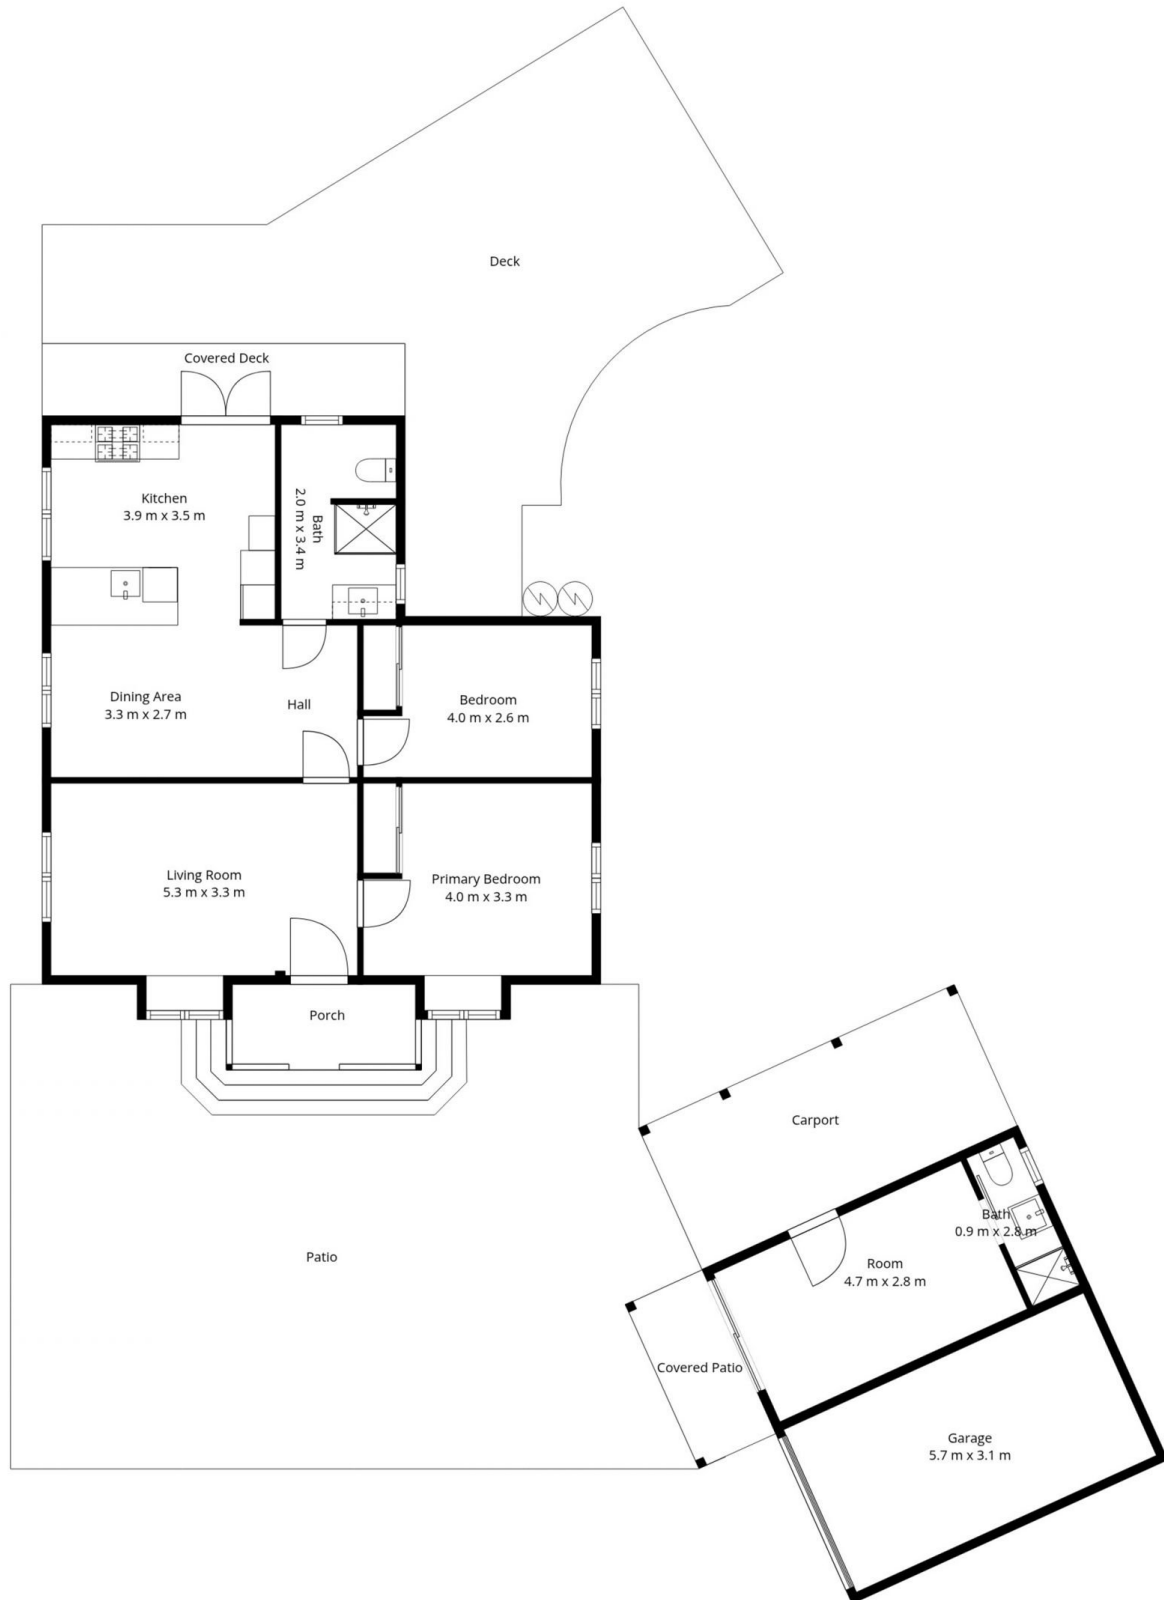 Deck
Covered Deck
Kitchen
3.9 m x 3.5 m
Bath
2.0 m x 3.4 m
Dining Area
3.3 m x 2.7 m
Hall
Bedroom
4.0 m x 2.6 m
Living Room
5.3 m x 3.3 m
Primary Bedroom
4.0 m x 3.3 m
Porch
Carport
Bath
0.9 m x 2.8 m
Room
4.7 m x 2.8 m
Patio
Covered Patio
Garage
5.7 m x 3.1 m